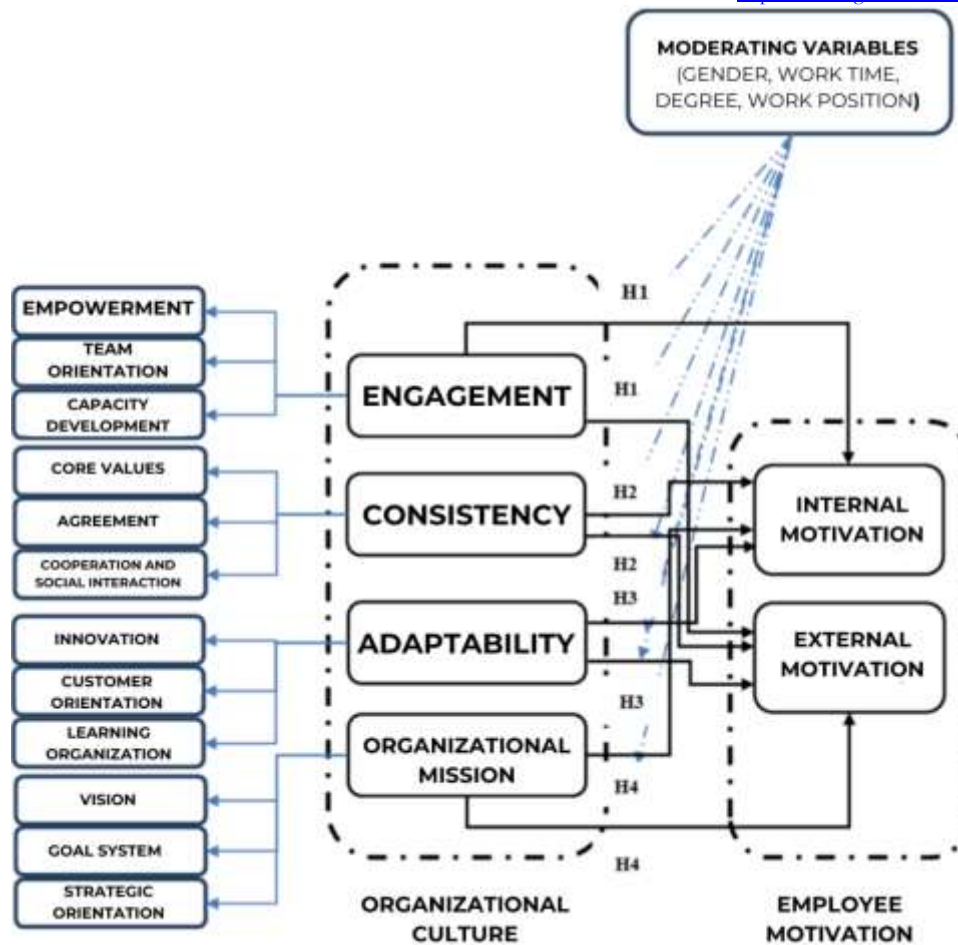 MODERATING VARIABLES
(GENDER, WORK TIME,
DEGREE, WORK POSITION)
H1
EMPOWERMENT
TEAM
ORIENTATION
CAPACITY
DEVELOPMENT
ENGAGEMENT
H1
CORE VALUES
AGREEMENT
COOPERATION AND
SOCIAL INTERACTION
CONSISTENCY
H2
H2
INTERNAL
MOTIVATION
H3
INNOVATION
CUSTOMER
ORIENTATION
LEARNING
ORGANIZATION
ADAPTABILITY
EXTERNAL
MOTIVATION
H3
VISION
GOAL SYSTEM
STRATEGIC
ORIENTATION
ORGANIZATIONAL
MISSION
H4
H4
ORGANIZATIONAL
CULTURE
EMPLOYEE
MOTIVATION